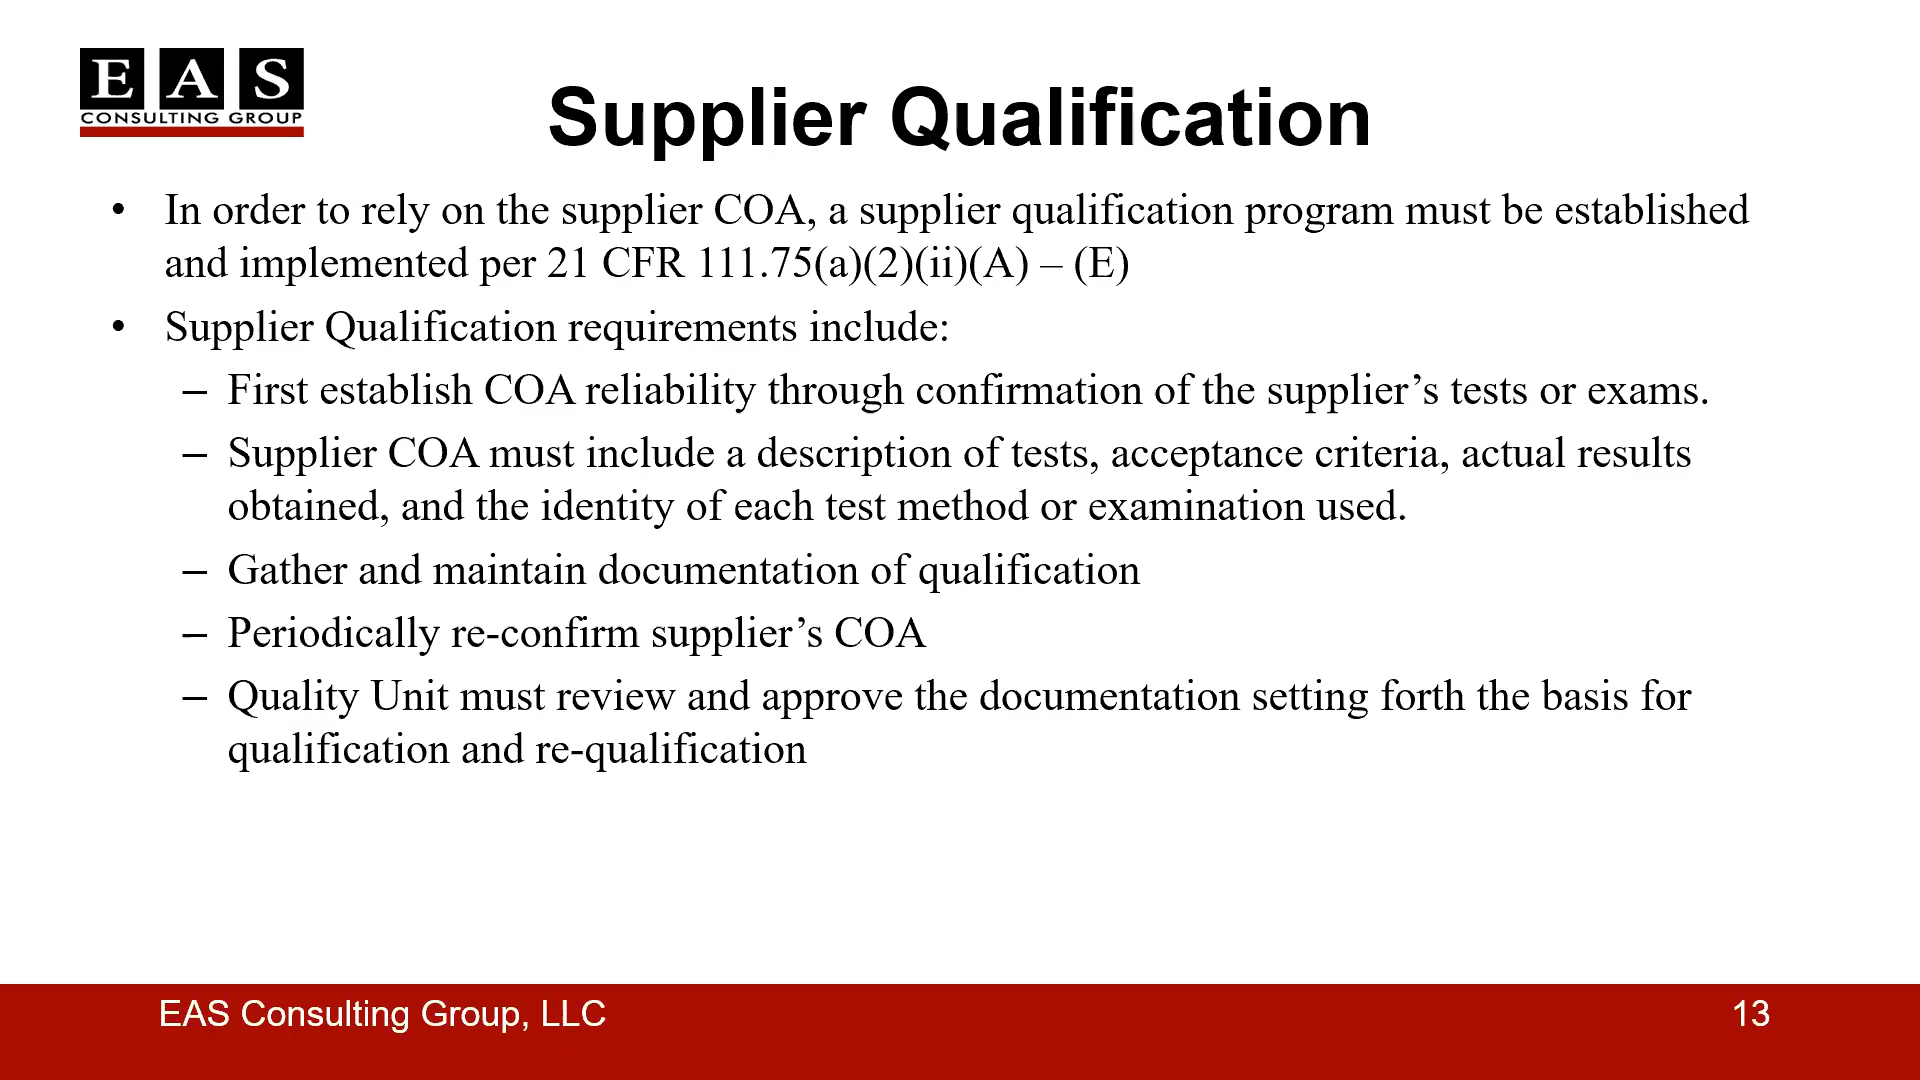 EAS
CONSULTING GROUP
Supplier Qualification
• In order to rely on the supplier COA, a supplier qualification program must be established
and implemented per 21 CFR 111.75(a)(2)(ii)(A) – (E)
• Supplier Qualification requirements include:
– First establish COA reliability through confirmation of the supplier’s tests or exams.
– Supplier COA must include a description of tests, acceptance criteria, actual results
obtained, and the identity of each test method or examination used.
– Gather and maintain documentation of qualification
– Periodically re-confirm supplier’s COA
– Quality Unit must review and approve the documentation setting forth the basis for
qualification and re-qualification
EAS Consulting Group, LLC
13